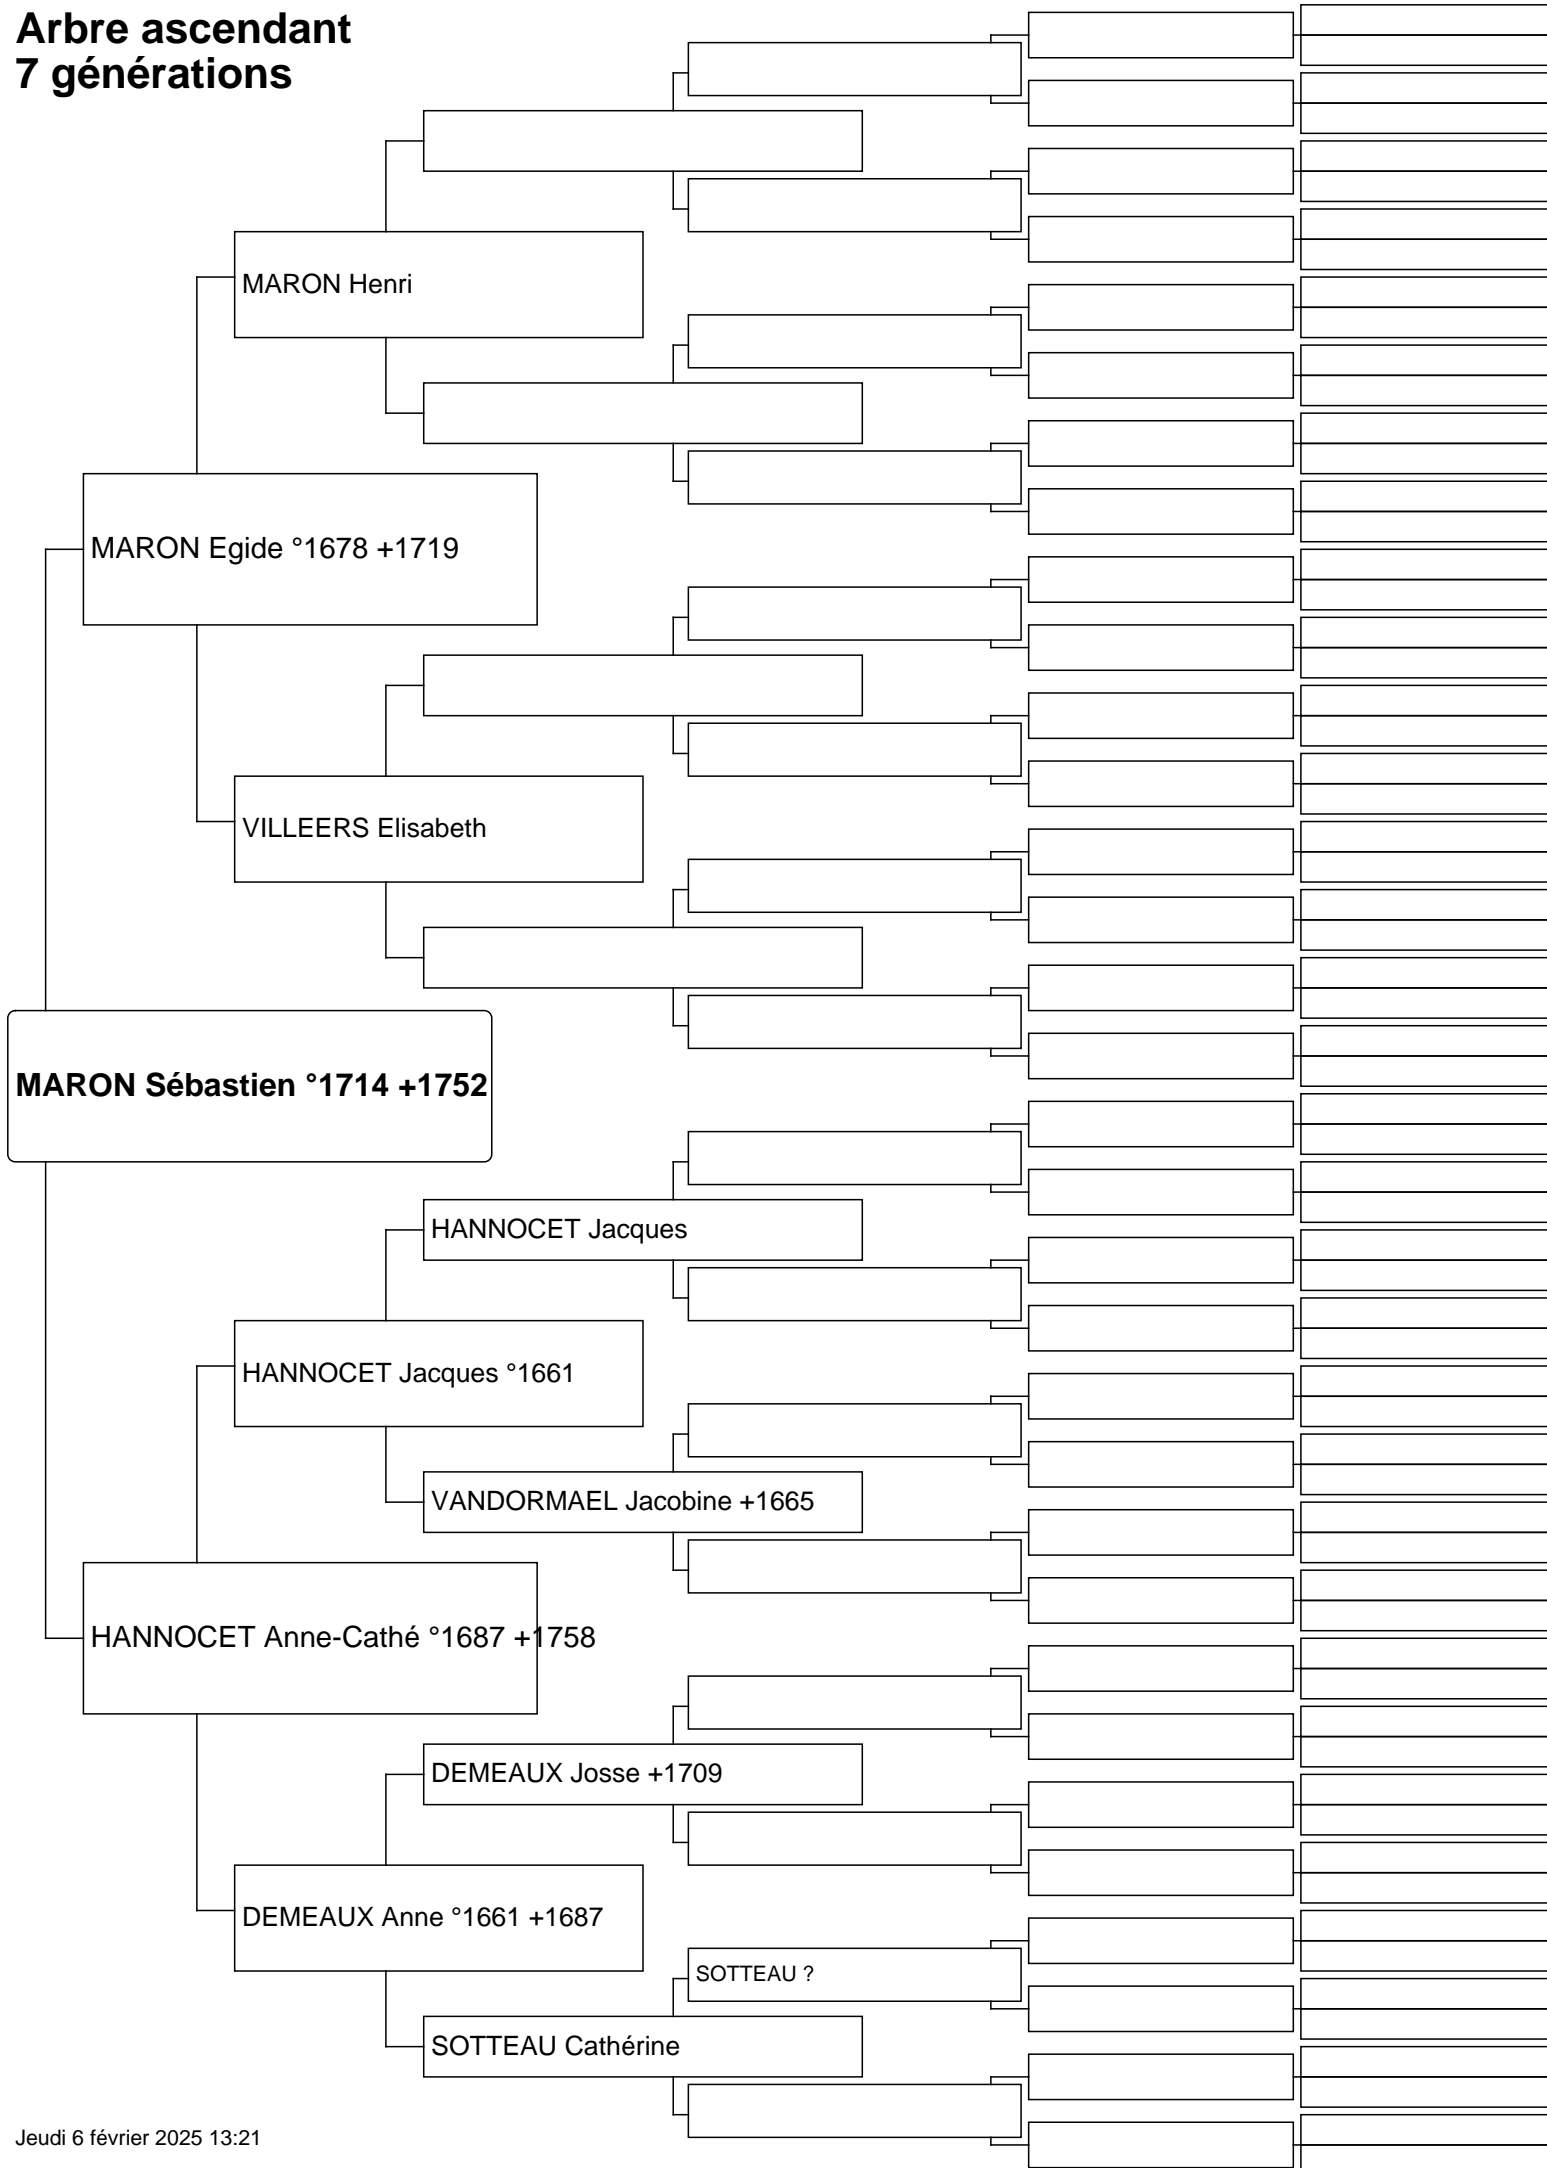 Arbre ascendant
7 générations
MARON Henri
MARON Egide °1678 +1719
VILLEERS Elisabeth
MARON Sébastien °1714 +1752
HANNOCET Jacques
HANNOCET Jacques °1661
VANDORMAEL Jacobine +1665
HANNOCET Anne-Cathé °1687 +1758
DEMEAUX Josse +1709
DEMEAUX Anne °1661 +1687
SOTTEAU ?
SOTTEAU Cathérine
Jeudi 6 février 2025 13:21